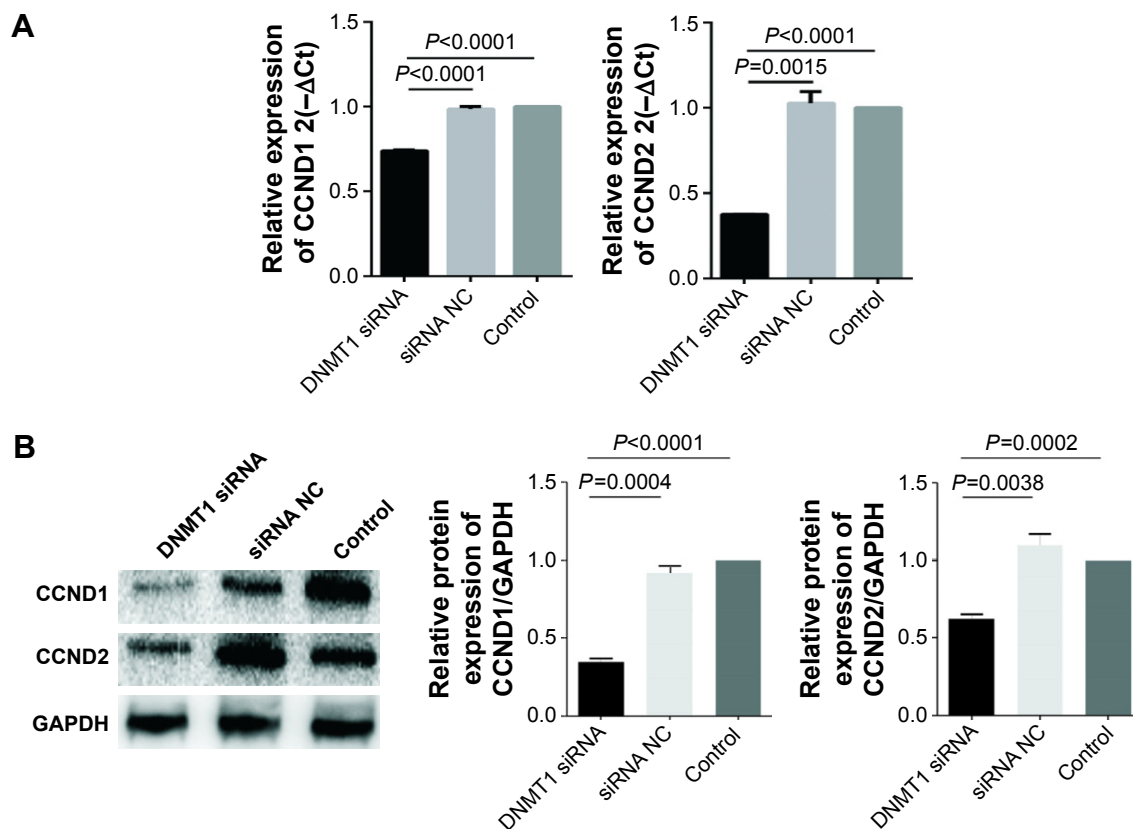 A
Relative expression
of CCND1 2(–ΔCt)
1.5
1.0
0.5
0.0
P<0.0001
P<0.0001
DNMT1 siRNA
siRNA NC
Control
Relative expression
of CCND2 2(–ΔCt)
1.5
1.0
0.5
0.0
P<0.0001
P=0.0015
DNMT1 siRNA
siRNA NC
Control
B
DNMT1 siRNA
siRNA NC
Control
CCND1
CCND2
GAPDH
Relative protein
expression of
CCND1/GAPDH
1.5
1.0
0.5
0.0
P<0.0001
P=0.0004
DNMT1 siRNA
siRNA NC
Control
Relative protein
expression of
CCND2/GAPDH
1.5
1.0
0.5
0.0
P=0.0002
P=0.0038
DNMT1 siRNA
siRNA NC
Control